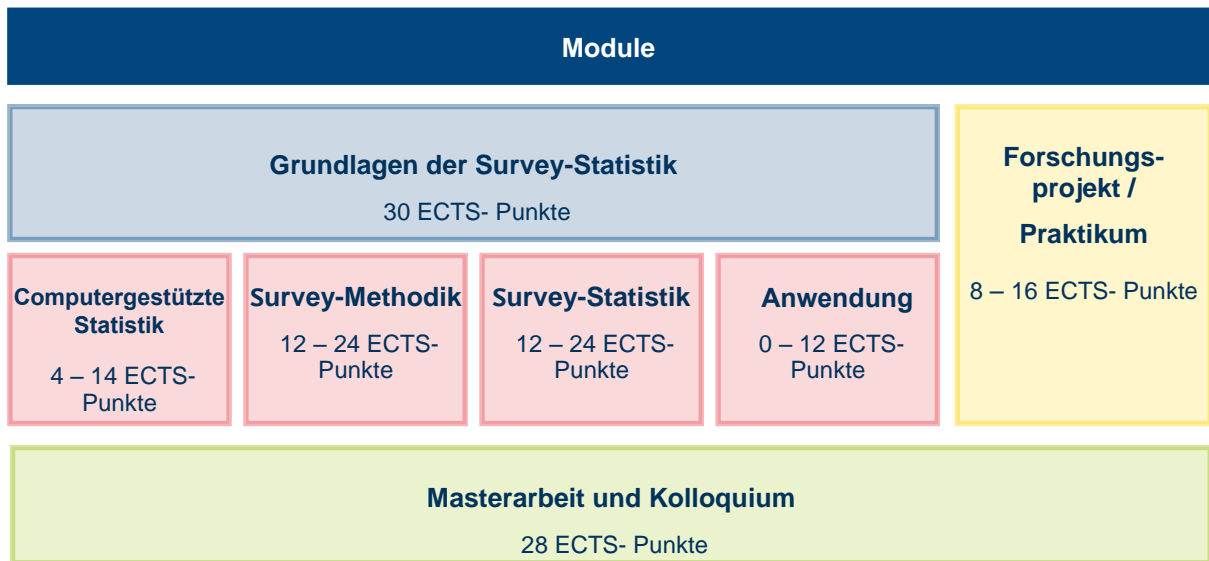 Module
Grundlagen der Survey-Statistik
30 ECTS- Punkte
Forschungs-
projekt /
Praktikum
8 – 16 ECTS- Punkte
Computergestützte
Statistik
4 – 14 ECTS-
Punkte
Survey-Methodik
12 – 24 ECTS-
Punkte
Survey-Statistik
12 – 24 ECTS-
Punkte
Anwendung
0 – 12 ECTS-
Punkte
Masterarbeit und Kolloquium
28 ECTS- Punkte